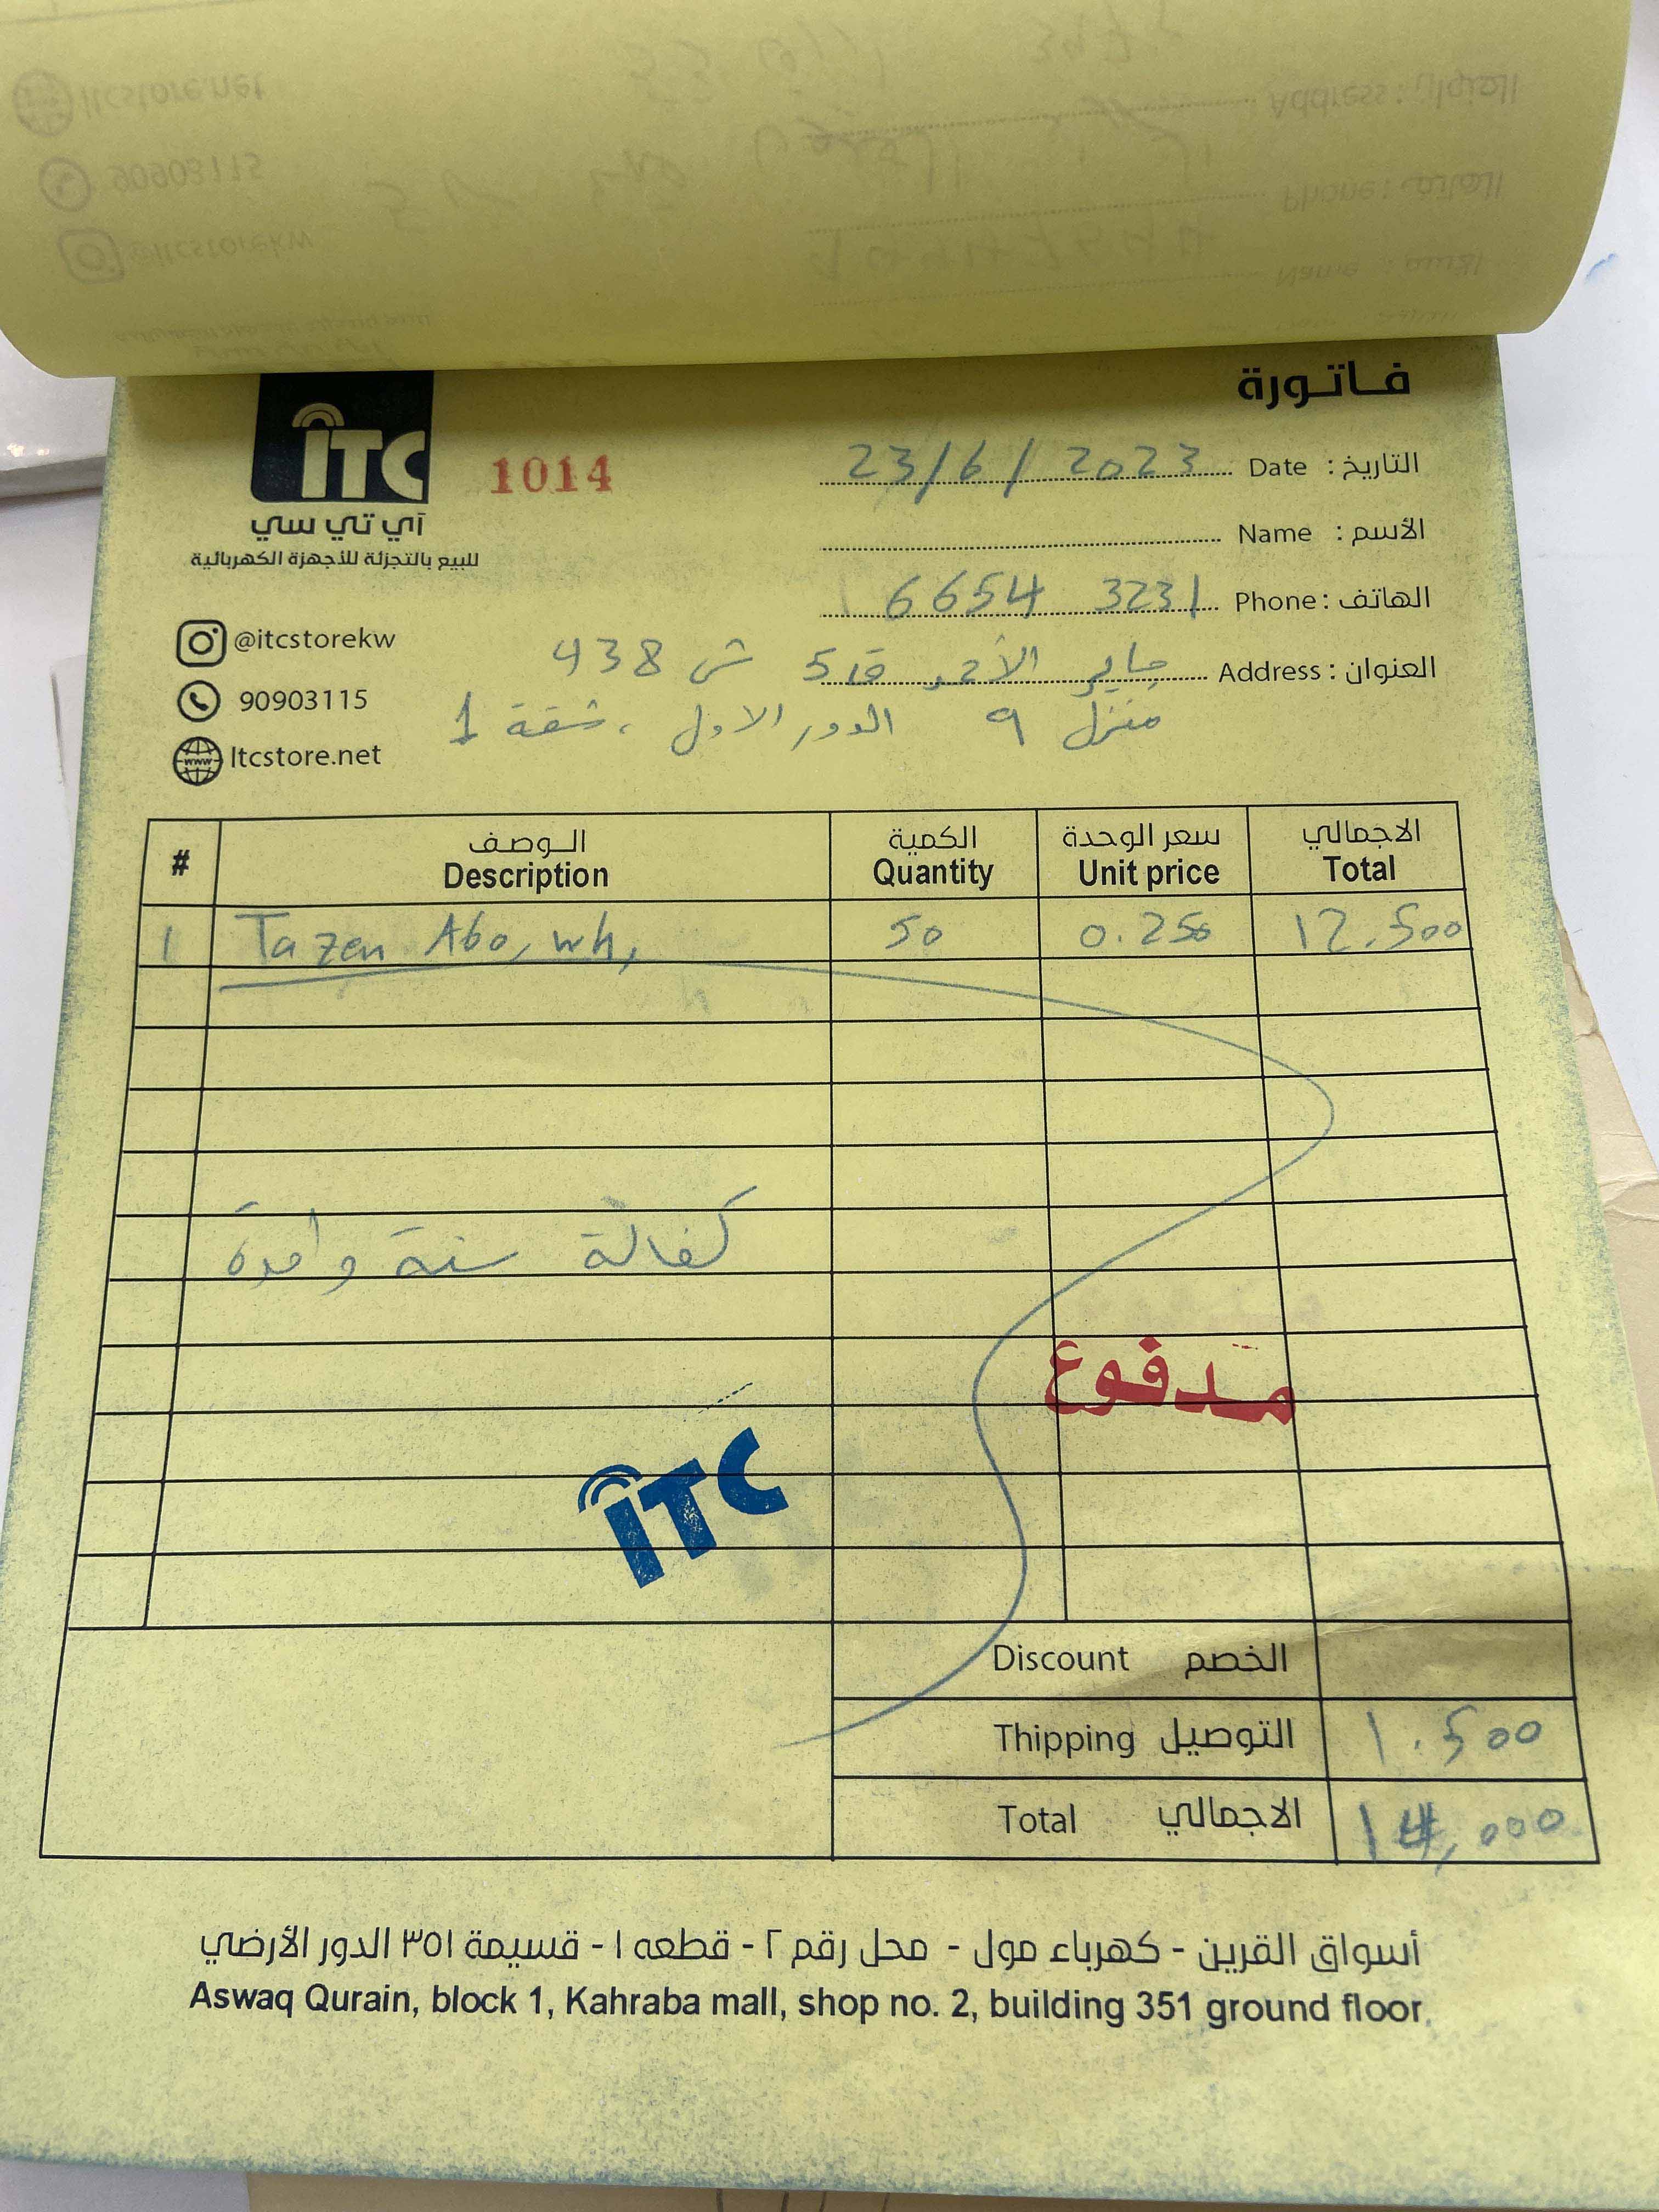 فاتورة
iTC
آي تي سي
للبيع بالتجزئة للأجهزة الكهربائية
1014
التاريخ : Date 23/6/2023
الأسم : Name
الهاتف : Phone 6654 3231
العنوان : Address جابر الأحمد ق 5 ش 438
منزل 9 الدور الاول ، شقة 1
@itcstorekw
90903115
Itcstore.net
# الوصف الكمية سعر الوحدة الاجمالي
Description Quantity Unit price Total
1 Tazen Abo, wh, 50 0.250 12.500
كفالة سنة واحدة
مدفوع
iTC
Discount الخصم
Thipping التوصيل 1.500
Total الاجمالي 14,000
أسواق القرين - كهرباء مول - محل رقم ٢ - قطعه ١ - قسيمة ٣٥١ الدور الأرضي
Aswaq Qurain, block 1, Kahraba mall, shop no. 2, building 351 ground floor.